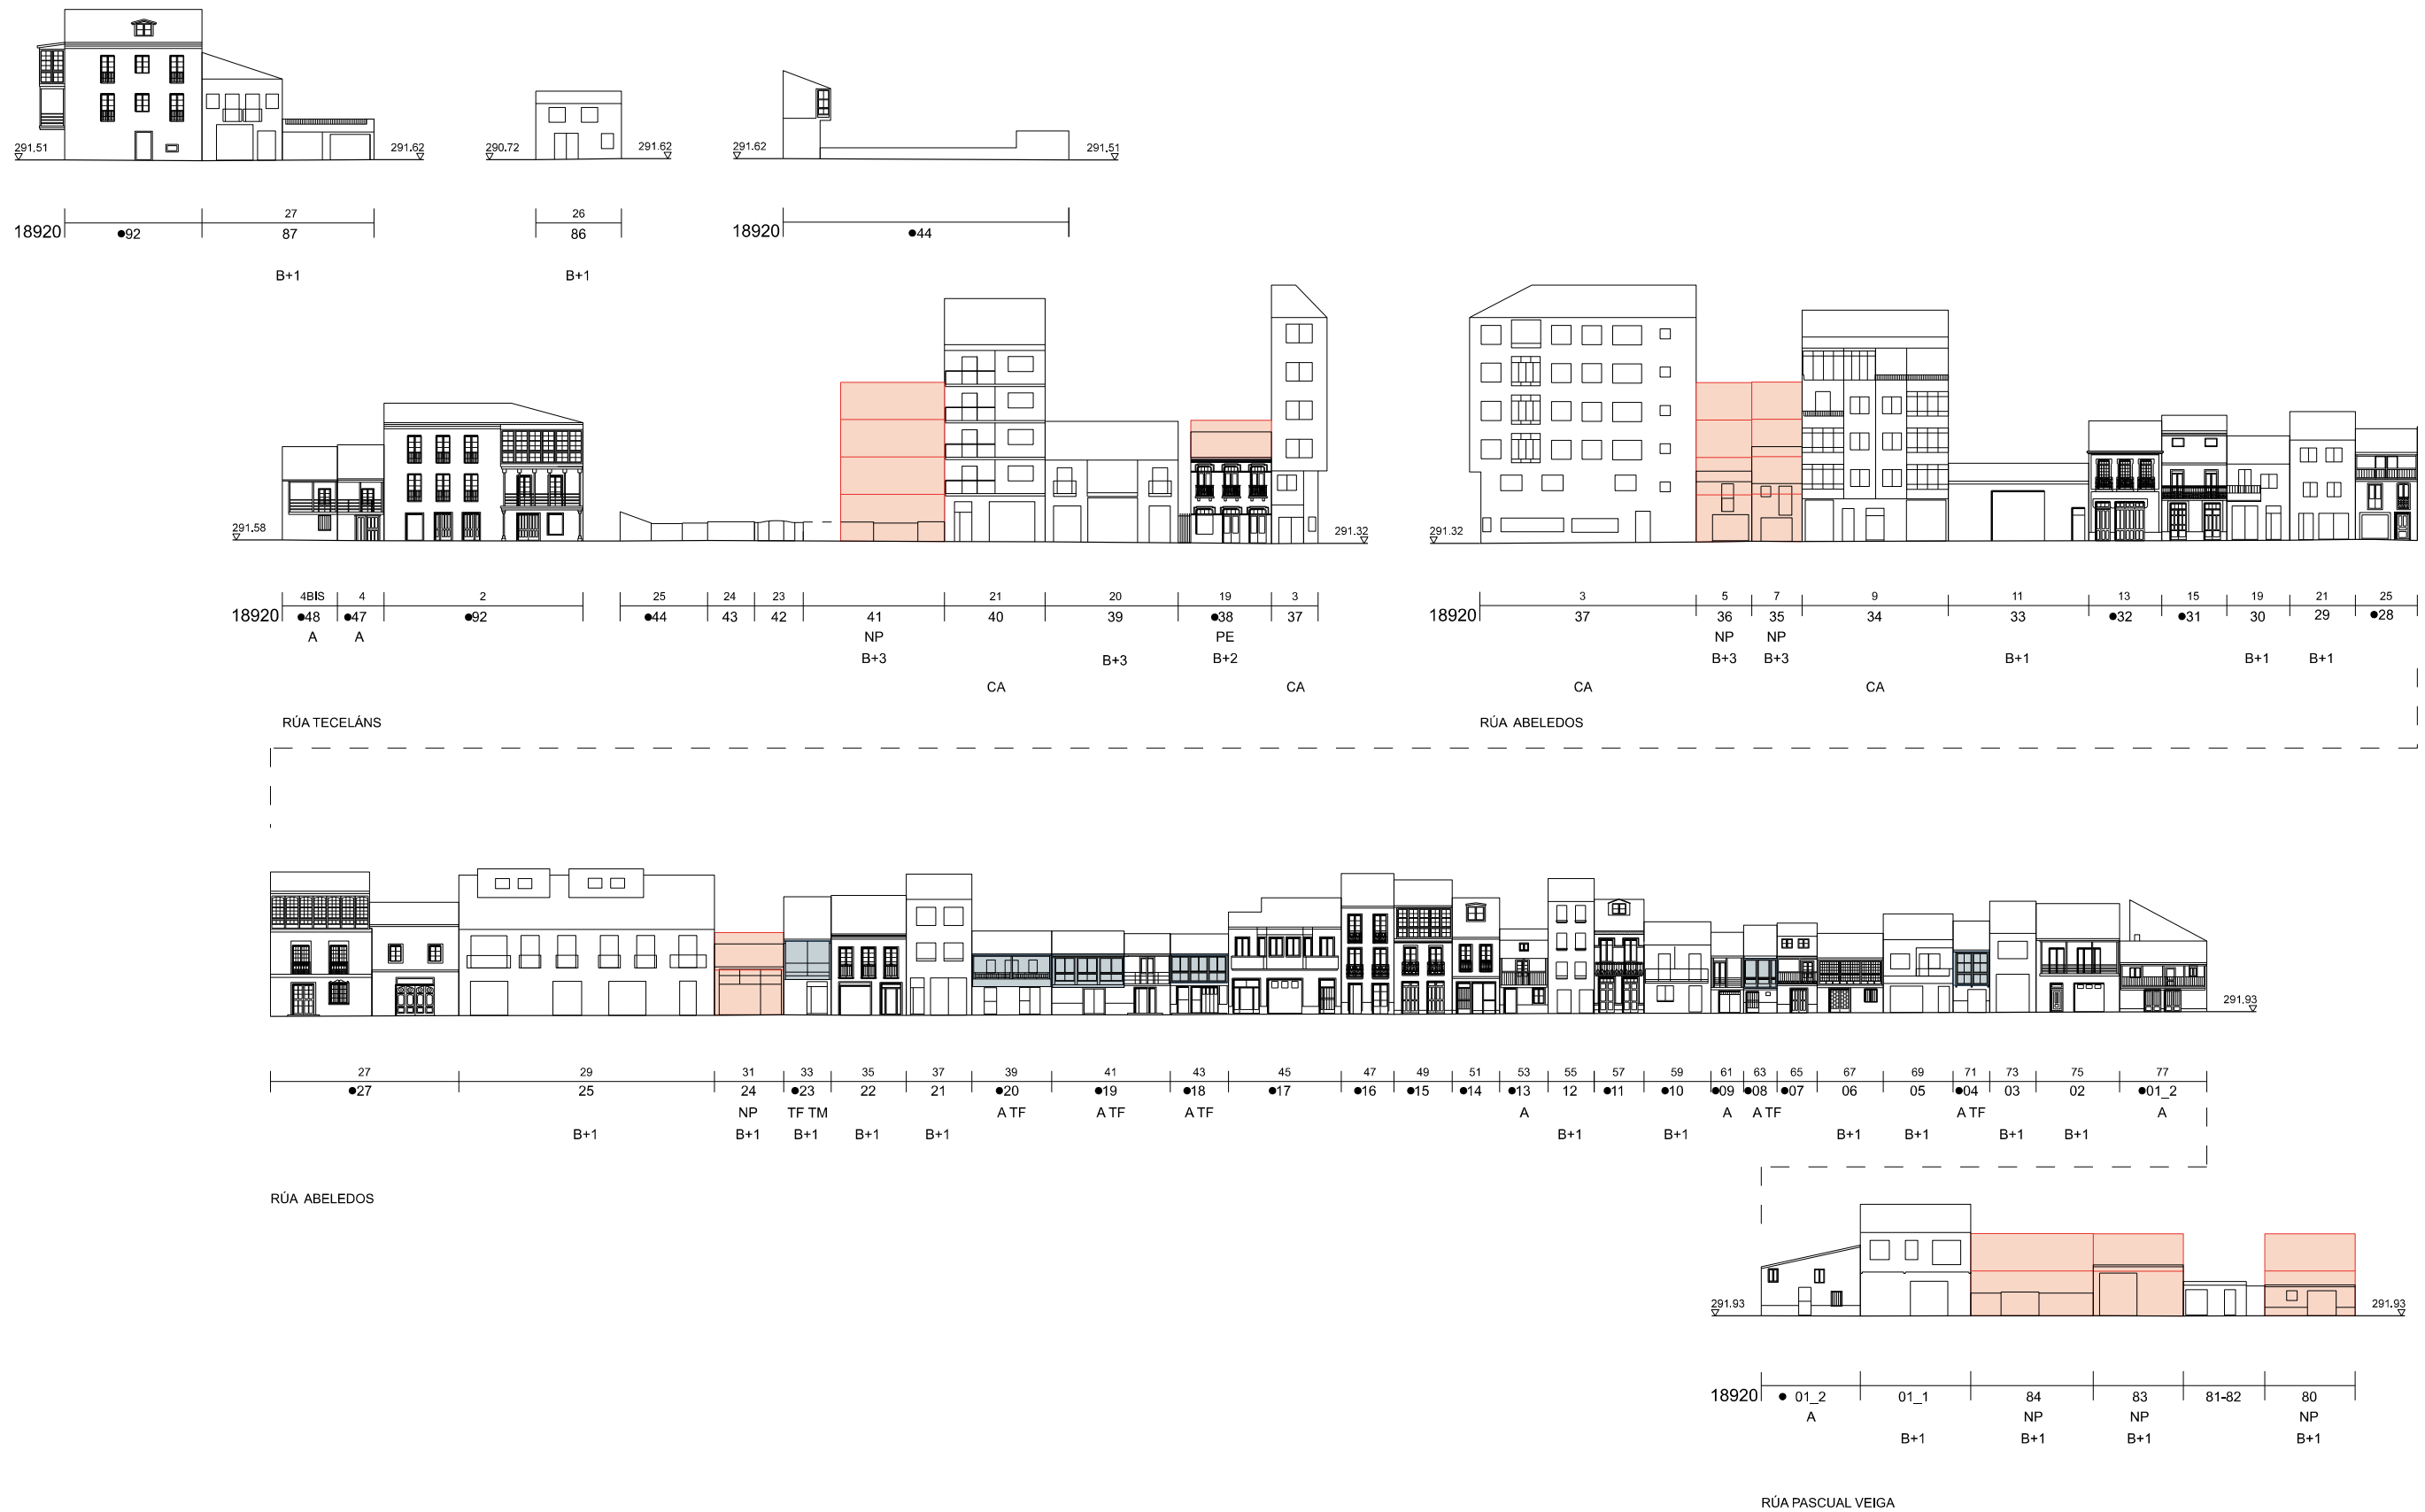 291.51 291.62 290.72 291.62 291.62 291.51
27 26
18920 ●92 87 86 18920 ●44
B+1 B+1
291.58 291.32 291.32
4BIS 4 2 25 24 23 21 20 19 3 3 5 7 9 11 13 15 19 21 25
18920 ●48 ●47 ●92 ●44 43 42 41 40 39 ●38 37 18920 37 36 35 34 33 ●32 ●31 30 29 ●28
A A NP PE NP NP
B+3 B+3 B+2 B+3 B+3 B+1 B+1 B+1
CA CA CA CA
RÚA TECELÁNS RÚA ABELEDOS
291.93
27 29 31 33 35 37 39 41 43 45 47 49 51 53 55 57 59 61 63 65 67 69 71 73 75 77
●27 25 24 ●23 22 21 ●20 ●19 ●18 ●17 ●16 ●15 ●14 ●13 12 ●11 ●10 ●09 ●08 ●07 06 05 ●04 03 02 ●01_2
NP TF TM A TF A TF A TF A A A TF A TF A
B+1 B+1 B+1 B+1 B+1 B+1 B+1 B+1 B+1 B+1 B+1
RÚA ABELEDOS
291.93 291.93
18920 ● 01_2 01_1 84 83 81-82 80
A NP NP NP
B+1 B+1 B+1 B+1
RÚA PASCUAL VEIGA